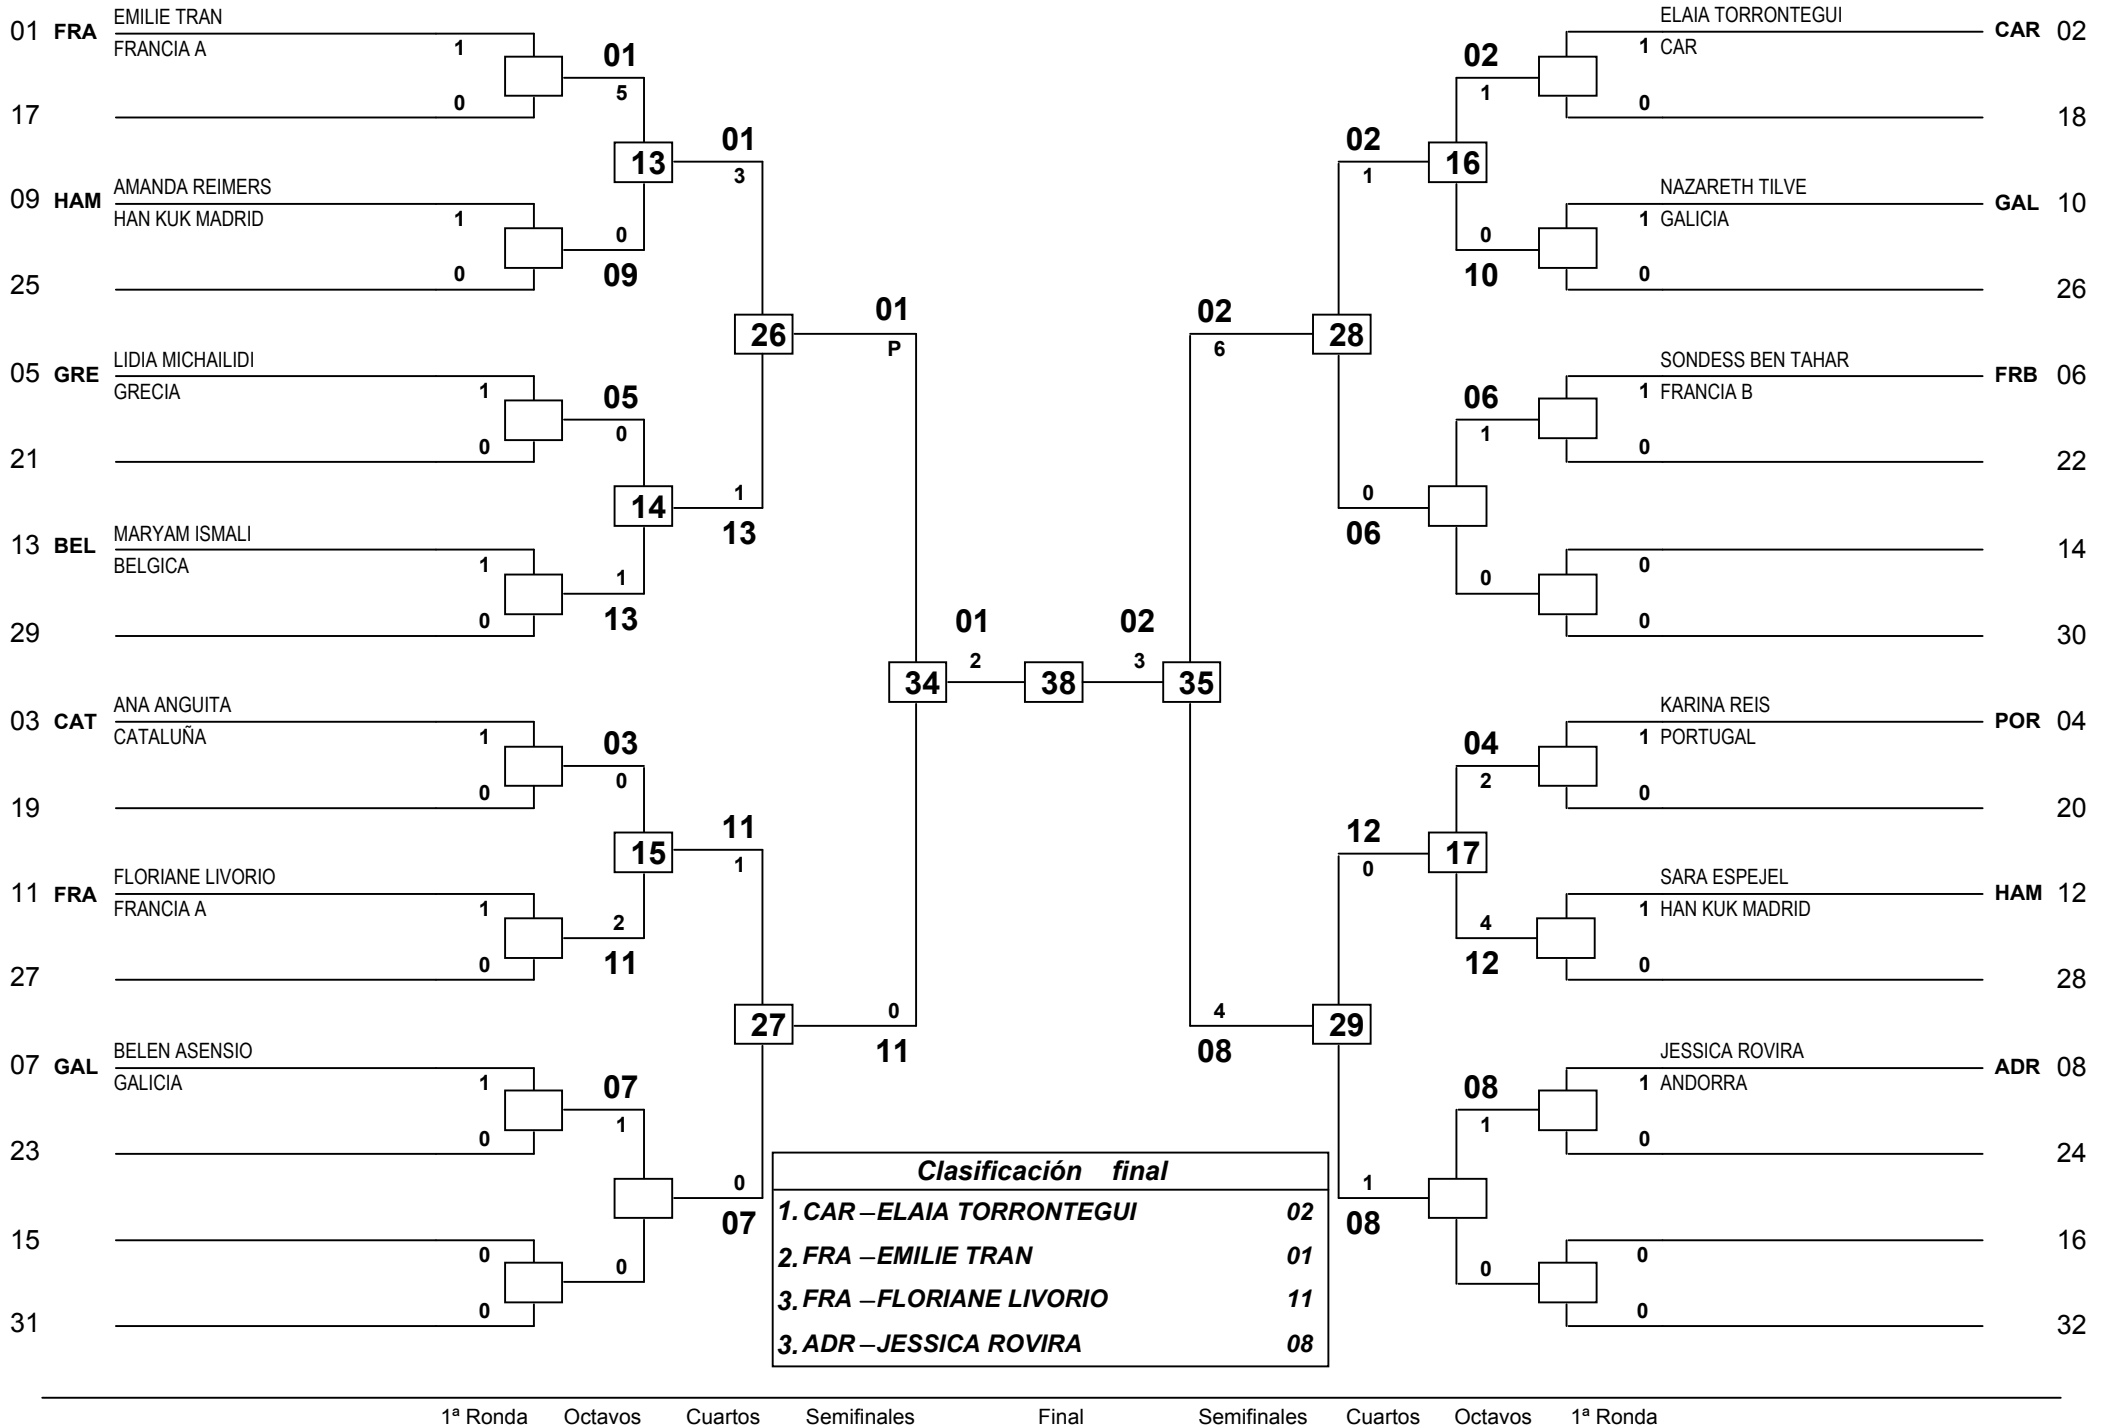 01 FRA EMILIE TRAN
FRANCIA A 1
17 0
01
5
09 HAM AMANDA REIMERS
HAN KUK MADRID 1
25 0
0
09
13
01
3
05 GRE LIDIA MICHAILIDI
GRECIA 1
21 0
05
0
13 BEL MARYAM ISMALI
BELGICA 1
29 0
1
13
14
1
13
26
01
P
03 CAT ANA ANGUITA
CATALUÑA 1
19 0
03
0
11 FRA FLORIANE LIVORIO
FRANCIA A 1
27 0
2
11
15
11
1
07 GAL BELEN ASENSIO
GALICIA 1
23 0
07
1
15 0
31 0
0
0
07
27
0
11
34
01
2
38
02
3
35
02
6
28
4
08
29
02
1
16
0
06
12
0
17
1
08
ELAIA TORRONTEGUI CAR 02
1 CAR
0 18
02
1
NAZARETH TILVE GAL 10
1 GALICIA
0 26
0
10
SONDESS BEN TAHAR FRB 06
1 FRANCIA B
0 22
06
1
0 14
0 30
0
KARINA REIS POR 04
1 PORTUGAL
0 20
04
2
SARA ESPEJEL HAM 12
1 HAN KUK MADRID
0 28
4
12
JESSICA ROVIRA ADR 08
1 ANDORRA
0 24
08
1
0 16
0 32
0
Clasificación final
1. CAR – ELAIA TORRONTEGUI 02
2. FRA – EMILIE TRAN 01
3. FRA – FLORIANE LIVORIO 11
3. ADR – JESSICA ROVIRA 08
1ª Ronda Octavos Cuartos Semifinales Final Semifinales Cuartos Octavos 1ª Ronda